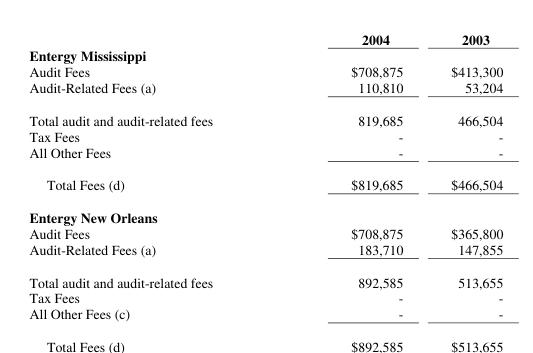 2004 2003
Entergy Mississippi
Audit Fees $708,875 $413,300
Audit-Related Fees (a) 110,810 53,204
Total audit and audit-related fees 819,685 466,504
Tax Fees - -
All Other Fees - -
Total Fees (d) $819,685 $466,504
Entergy New Orleans
Audit Fees $708,875 $365,800
Audit-Related Fees (a) 183,710 147,855
Total audit and audit-related fees 892,585 513,655
Tax Fees - -
All Other Fees (c) - -
Total Fees (d) $892,585 $513,655